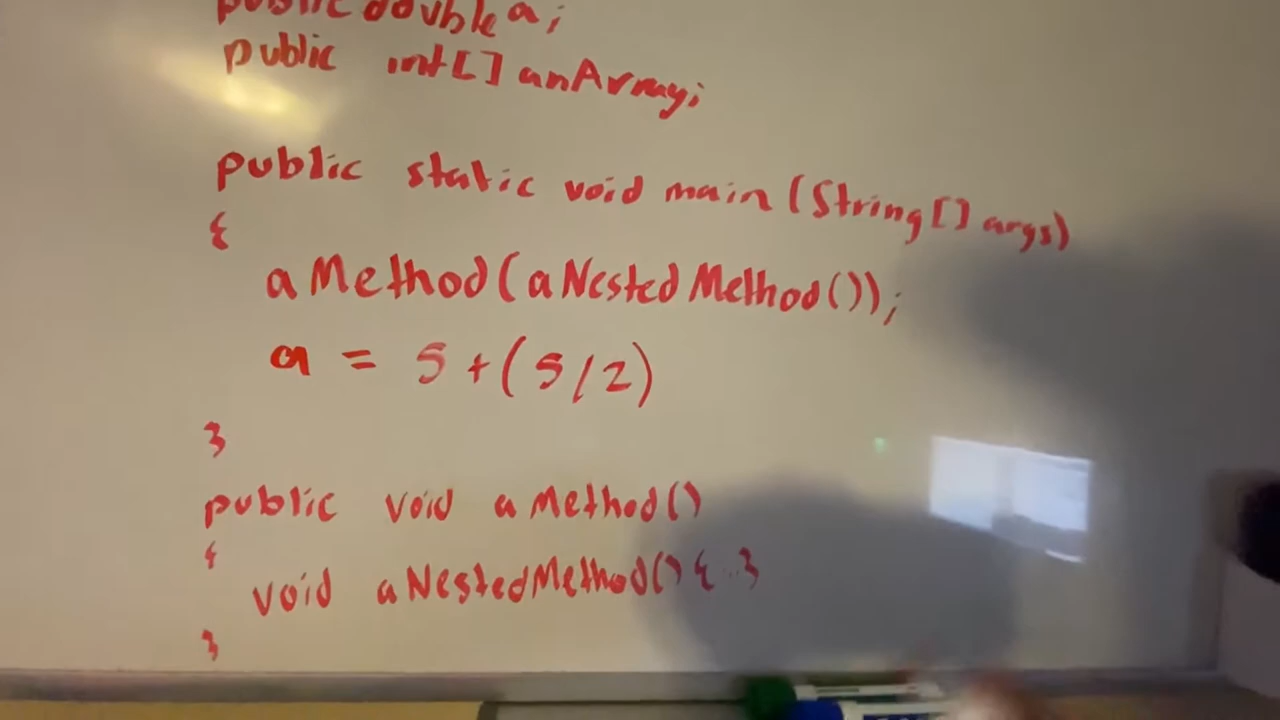 public double a;
public int[] anArray;
public static void main (String[] args)
{
aMethod(aNestedMethod());
a = 5 + (5/2)
}
public void aMethod()
{
void aNestedMethod() { .. }
}